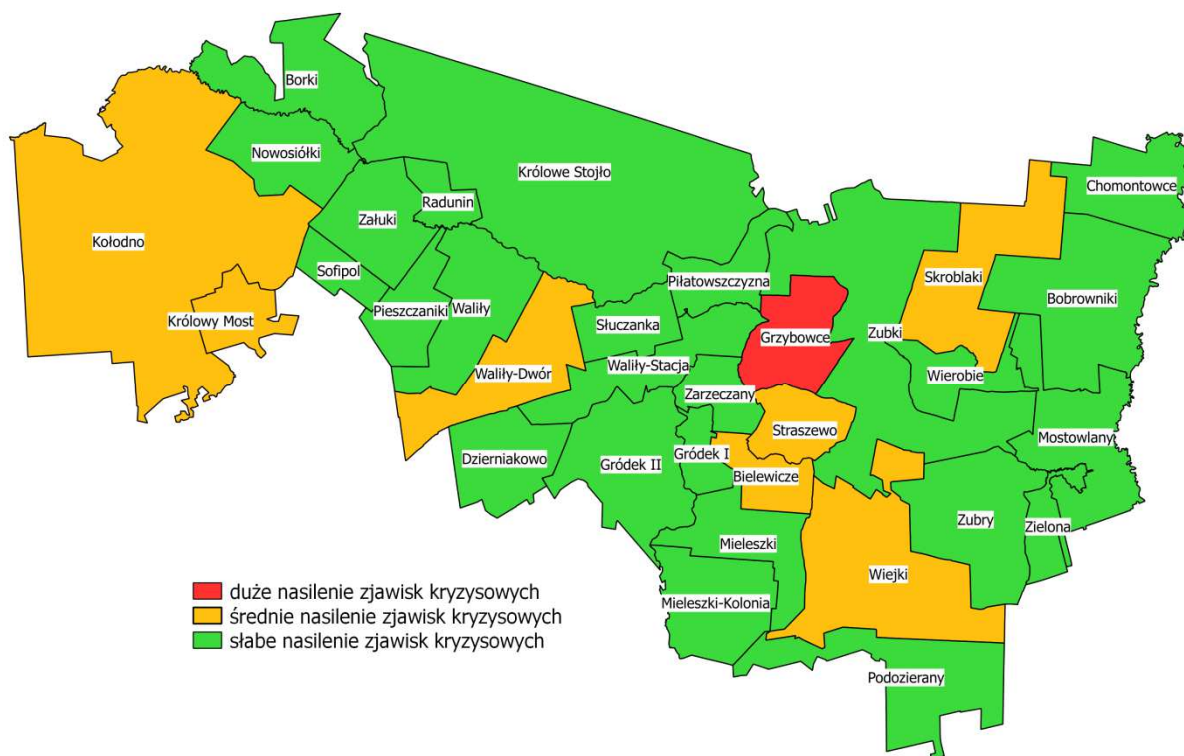 Borki
Nowosiółki
Królowe Stojło
Chomontowce
Radunin
Załuki
Kołodno
Sofipol
Skroblaki
Piłatowszczyzna
Bobrowniki
Pieszczaniki
Waliły
Królowy Most
Słuczanka
Grzybowce
Zubki
Waliły-Stacja
Wierobie
Waliły-Dwór
Zarzeczany
Straszewo
Mostowlany
Dzierniakowo
Gródek II
Gródek I
Bielewicze
Zubry
Zielona
Mieleszki
Wiejki
Mieleszki-Kolonia
Podozierany
duże nasilenie zjawisk kryzysowych
średnie nasilenie zjawisk kryzysowych
słabe nasilenie zjawisk kryzysowych